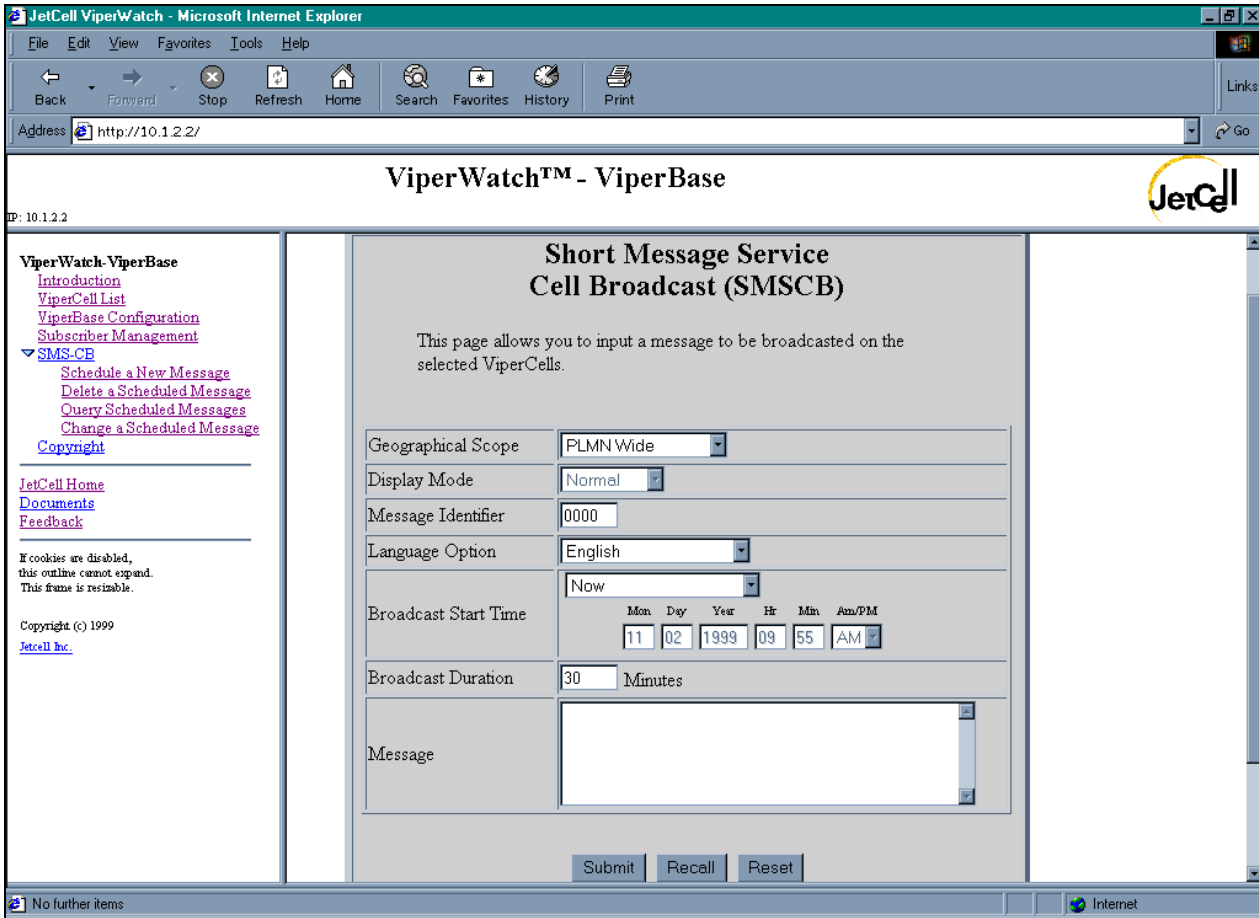 JetCell ViperWatch - Microsoft Internet Explorer
File Edit View Favorites Tools Help
Back Forward Stop Refresh Home Search Favorites History Print Links
Address http://10.1.2.2/ Go
ViperWatch™ - ViperBase
JetCell
IP: 10.1.2.2
ViperWatch-ViperBase
Introduction
ViperCell List
ViperBase Configuration
Subscriber Management
SMS-CB
Schedule a New Message
Delete a Scheduled Message
Query Scheduled Messages
Change a Scheduled Message
Copyright
JetCell Home
Documents
Feedback
If cookies are disabled,
this outline cannot expand.
This frame is resizable.
Copyright (c) 1999
Jetcell Inc.
Short Message Service
Cell Broadcast (SMSCB)
This page allows you to input a message to be broadcasted on the
selected ViperCells.
Geographical Scope PLMN Wide
Display Mode Normal
Message Identifier 0000
Language Option English
Broadcast Start Time Now
Mon Day Year Hr Min Am/PM
11 02 1999 09 55 AM
Broadcast Duration 30 Minutes
Message
Submit Recall Reset
No further items Internet